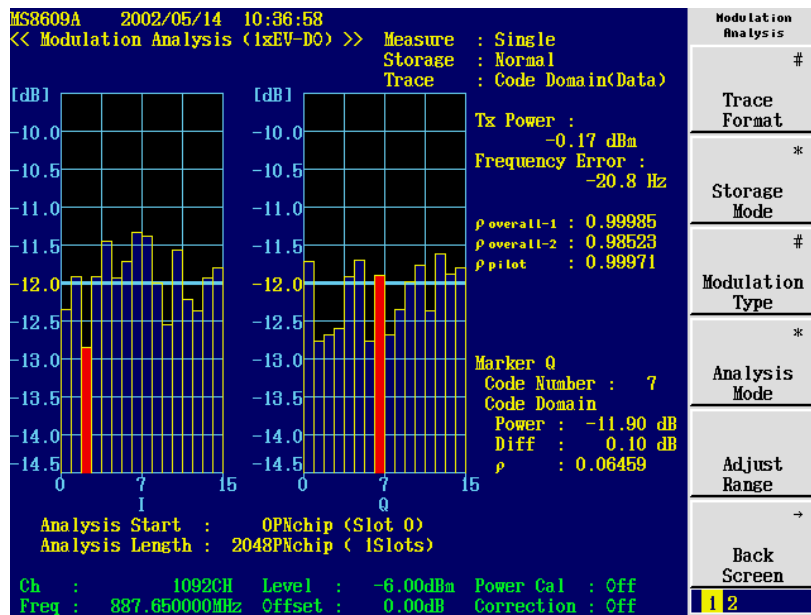 MS8609A 2002/05/14 10:36:58
<< Modulation Analysis (1xEV-DO) >> Measure : Single
Storage : Normal
Trace : Code Domain(Data)
[dB] [dB]
-10.0 -10.0
-10.5 -10.5
-11.0 -11.0
-11.5 -11.5
-12.0 -12.0
-12.5 -12.5
-13.0 -13.0
-13.5 -13.5
-14.0 -14.0
-14.5 -14.5
0 7 15 0 7 15
I Q
Tx Power :
-0.17 dBm
Frequency Error :
-20.8 Hz
ρ overall-1 : 0.99985
ρ overall-2 : 0.98523
ρ pilot : 0.99971
Marker Q
Code Number : 7
Code Domain
Power : -11.90 dB
Diff : 0.10 dB
ρ : 0.06459
Analysis Start : 0PNchip (Slot 0)
Analysis Length : 2048PNchip ( 1Slots)
Ch : 1092CH Level : -6.00dBm Power Cal : Off
Freq : 887.650000MHz Offset : 0.00dB Correction : Off
Modulation
Analysis
#
Trace
Format
*
Storage
Mode
#
Modulation
Type
*
Analysis
Mode
Adjust
Range
→
Back
Screen
1 2